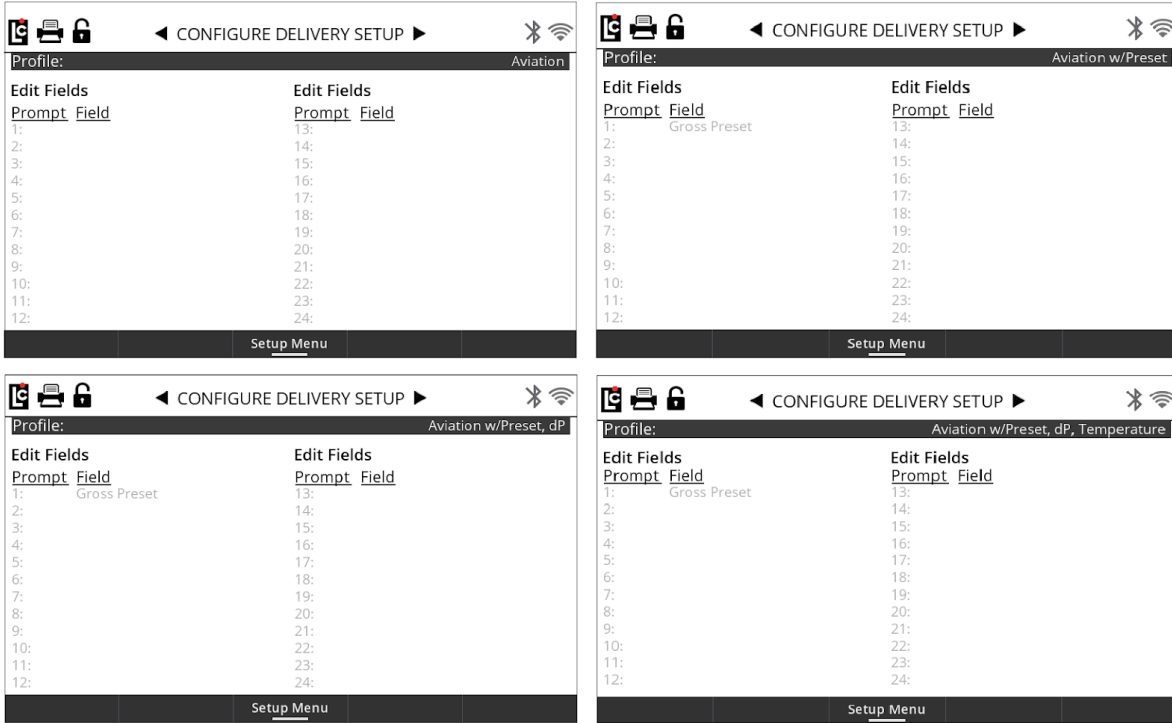 LC ◀ CONFIGURE DELIVERY SETUP ▶
Profile: Aviation
Edit Fields Edit Fields
Prompt Field Prompt Field
1: 13:
2: 14:
3: 15:
4: 16:
5: 17:
6: 18:
7: 19:
8: 20:
9: 21:
10: 22:
11: 23:
12: 24:
Setup Menu
LC ◀ CONFIGURE DELIVERY SETUP ▶
Profile: Aviation w/Preset
Edit Fields Edit Fields
Prompt Field Prompt Field
1: Gross Preset 13:
2: 14:
3: 15:
4: 16:
5: 17:
6: 18:
7: 19:
8: 20:
9: 21:
10: 22:
11: 23:
12: 24:
Setup Menu
LC ◀ CONFIGURE DELIVERY SETUP ▶
Profile: Aviation w/Preset, dP
Edit Fields Edit Fields
Prompt Field Prompt Field
1: Gross Preset 13:
2: 14:
3: 15:
4: 16:
5: 17:
6: 18:
7: 19:
8: 20:
9: 21:
10: 22:
11: 23:
12: 24:
Setup Menu
LC ◀ CONFIGURE DELIVERY SETUP ▶
Profile: Aviation w/Preset, dP, Temperature
Edit Fields Edit Fields
Prompt Field Prompt Field
1: Gross Preset 13:
2: 14:
3: 15:
4: 16:
5: 17:
6: 18:
7: 19:
8: 20:
9: 21:
10: 22:
11: 23:
12: 24:
Setup Menu